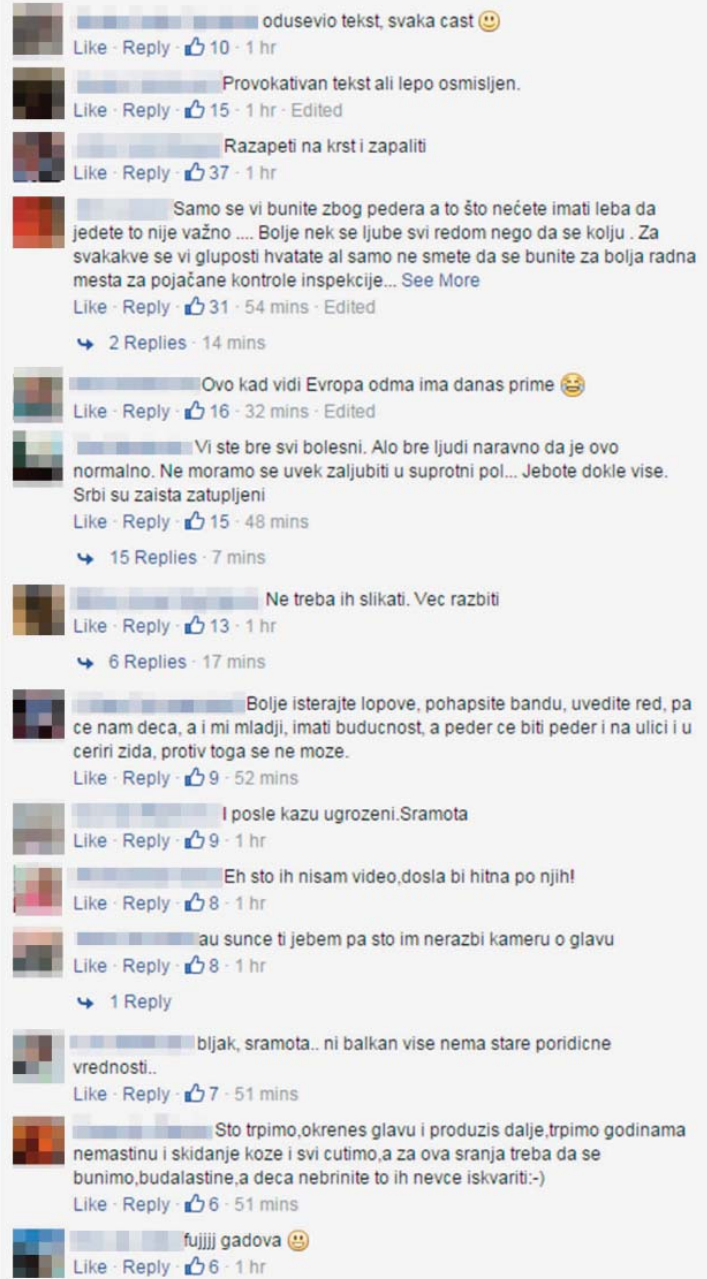 odusevio tekst, svaka cast
Like · Reply · 10 · 1 hr
Provokativan tekst ali lepo osmisljen.
Like · Reply · 15 · 1 hr · Edited
Razapeti na krst i zapaliti
Like · Reply · 37 · 1 hr
Samo se vi bunite zbog pedera a to što nećete imati leba da
jedete to nije važno .... Bolje nek se ljube svi redom nego da se kolju . Za
svakakve se vi gluposti hvatate al samo ne smete da se bunite za bolja radna
mesta za pojačane kontrole inspekcije... See More
Like · Reply · 31 · 54 mins · Edited
2 Replies · 14 mins
Ovo kad vidi Evropa odma ima danas prime
Like · Reply · 16 · 32 mins · Edited
Vi ste bre svi bolesni. Alo bre ljudi naravno da je ovo
normalno. Ne moramo se uvek zaljubiti u suprotni pol... Jebote dokle vise.
Srbi su zaista zatupljeni
Like · Reply · 15 · 48 mins
15 Replies · 7 mins
Ne treba ih slikati. Vec razbiti
Like · Reply · 13 · 1 hr
6 Replies · 17 mins
Bolje isterajte lopove, pohapsite bandu, uvedite red, pa
ce nam deca, a i mi mladji, imati buducnost, a peder ce biti peder i na ulici i u
ceriri zida, protiv toga se ne moze.
Like · Reply · 9 · 52 mins
I posle kazu ugrozeni.Sramota
Like · Reply · 9 · 1 hr
Eh sto ih nisam video,dosla bi hitna po njih!
Like · Reply · 8 · 1 hr
au sunce ti jebem pa sto im nerazbi kameru o glavu
Like · Reply · 8 · 1 hr
1 Reply
bljak, sramota.. ni balkan vise nema stare poridicne
vrednosti..
Like · Reply · 7 · 51 mins
Sto trpimo,okrenes glavu i produzis dalje,trpimo godinama
nemastinu i skidanje koze i svi cutimo,a za ova sranja treba da se
bunimo,budalastine,a deca nebrinite to ih nevce iskvariti:-)
Like · Reply · 6 · 51 mins
fujjjj gadova
Like · Reply · 6 · 1 hr